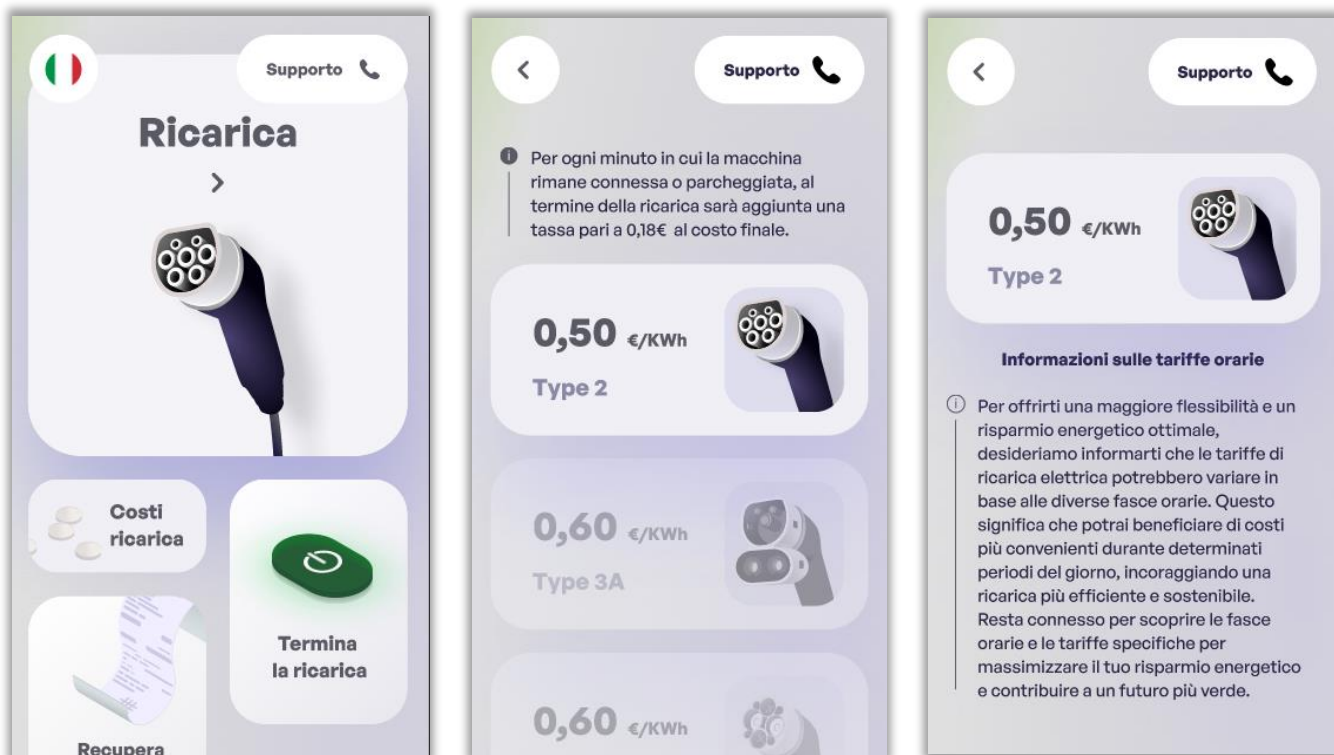 Supporto
Ricarica
Costi
ricarica
Termina
la ricarica
Recupera
Supporto
Per ogni minuto in cui la macchina
rimane connessa o parcheggiata, al
termine della ricarica sarà aggiunta una
tassa pari a 0,18€ al costo finale.
0,50 €/KWh
Type 2
0,60 €/KWh
Type 3A
0,60 €/KWh
Supporto
0,50 €/KWh
Type 2
Informazioni sulle tariffe orarie
Per offrirti una maggiore flessibilità e un
risparmio energetico ottimale,
desideriamo informarti che le tariffe di
ricarica elettrica potrebbero variare in
base alle diverse fasce orarie. Questo
significa che potrai beneficiare di costi
più convenienti durante determinati
periodi del giorno, incoraggiando una
ricarica più efficiente e sostenibile.
Resta connesso per scoprire le fasce
orarie e le tariffe specifiche per
massimizzare il tuo risparmio energetico
e contribuire a un futuro più verde.